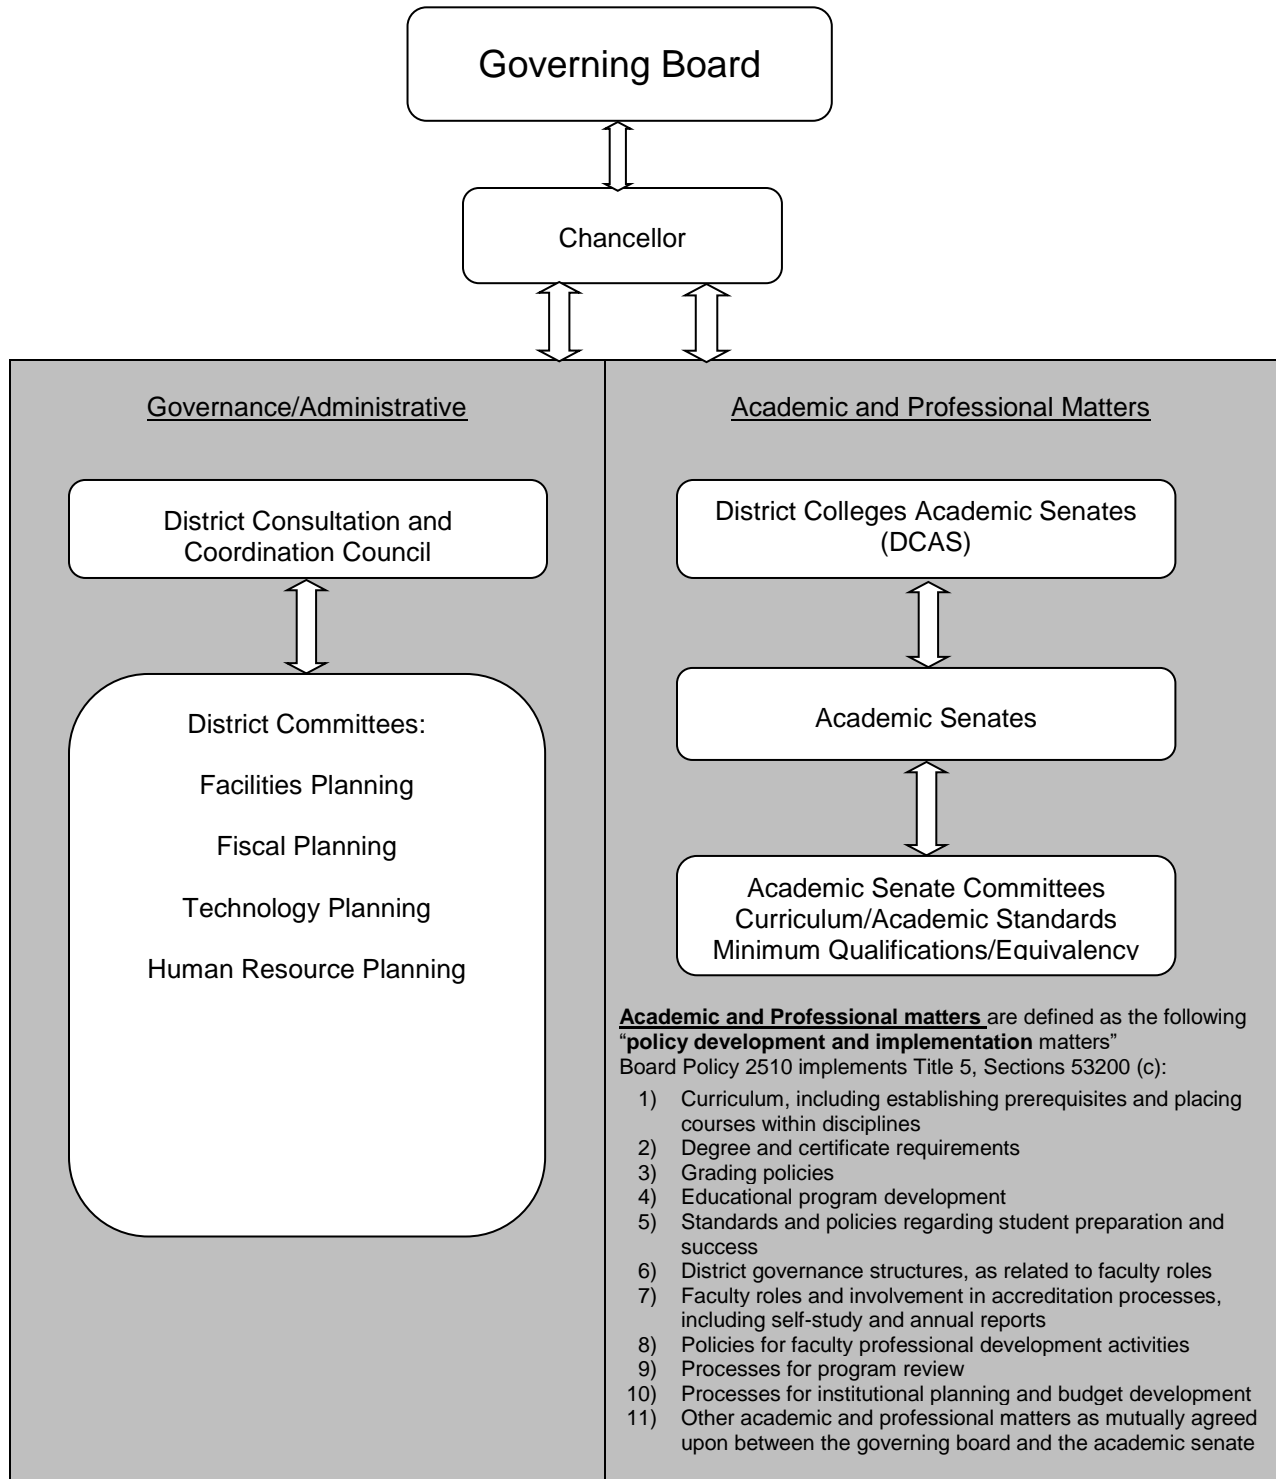 Governing Board
Chancellor
Governance/Administrative
District Consultation and
Coordination Council
District Committees:
Facilities Planning
Fiscal Planning
Technology Planning
Human Resource Planning
Academic and Professional Matters
District Colleges Academic Senates
(DCAS)
Academic Senates
Academic Senate Committees
Curriculum/Academic Standards
Minimum Qualifications/Equivalency
Academic and Professional matters are defined as the following
“policy development and implementation matters”
Board Policy 2510 implements Title 5, Sections 53200 (c):
1) Curriculum, including establishing prerequisites and placing
courses within disciplines
2) Degree and certificate requirements
3) Grading policies
4) Educational program development
5) Standards and policies regarding student preparation and
success
6) District governance structures, as related to faculty roles
7) Faculty roles and involvement in accreditation processes,
including self-study and annual reports
8) Policies for faculty professional development activities
9) Processes for program review
10) Processes for institutional planning and budget development
11) Other academic and professional matters as mutually agreed
upon between the governing board and the academic senate